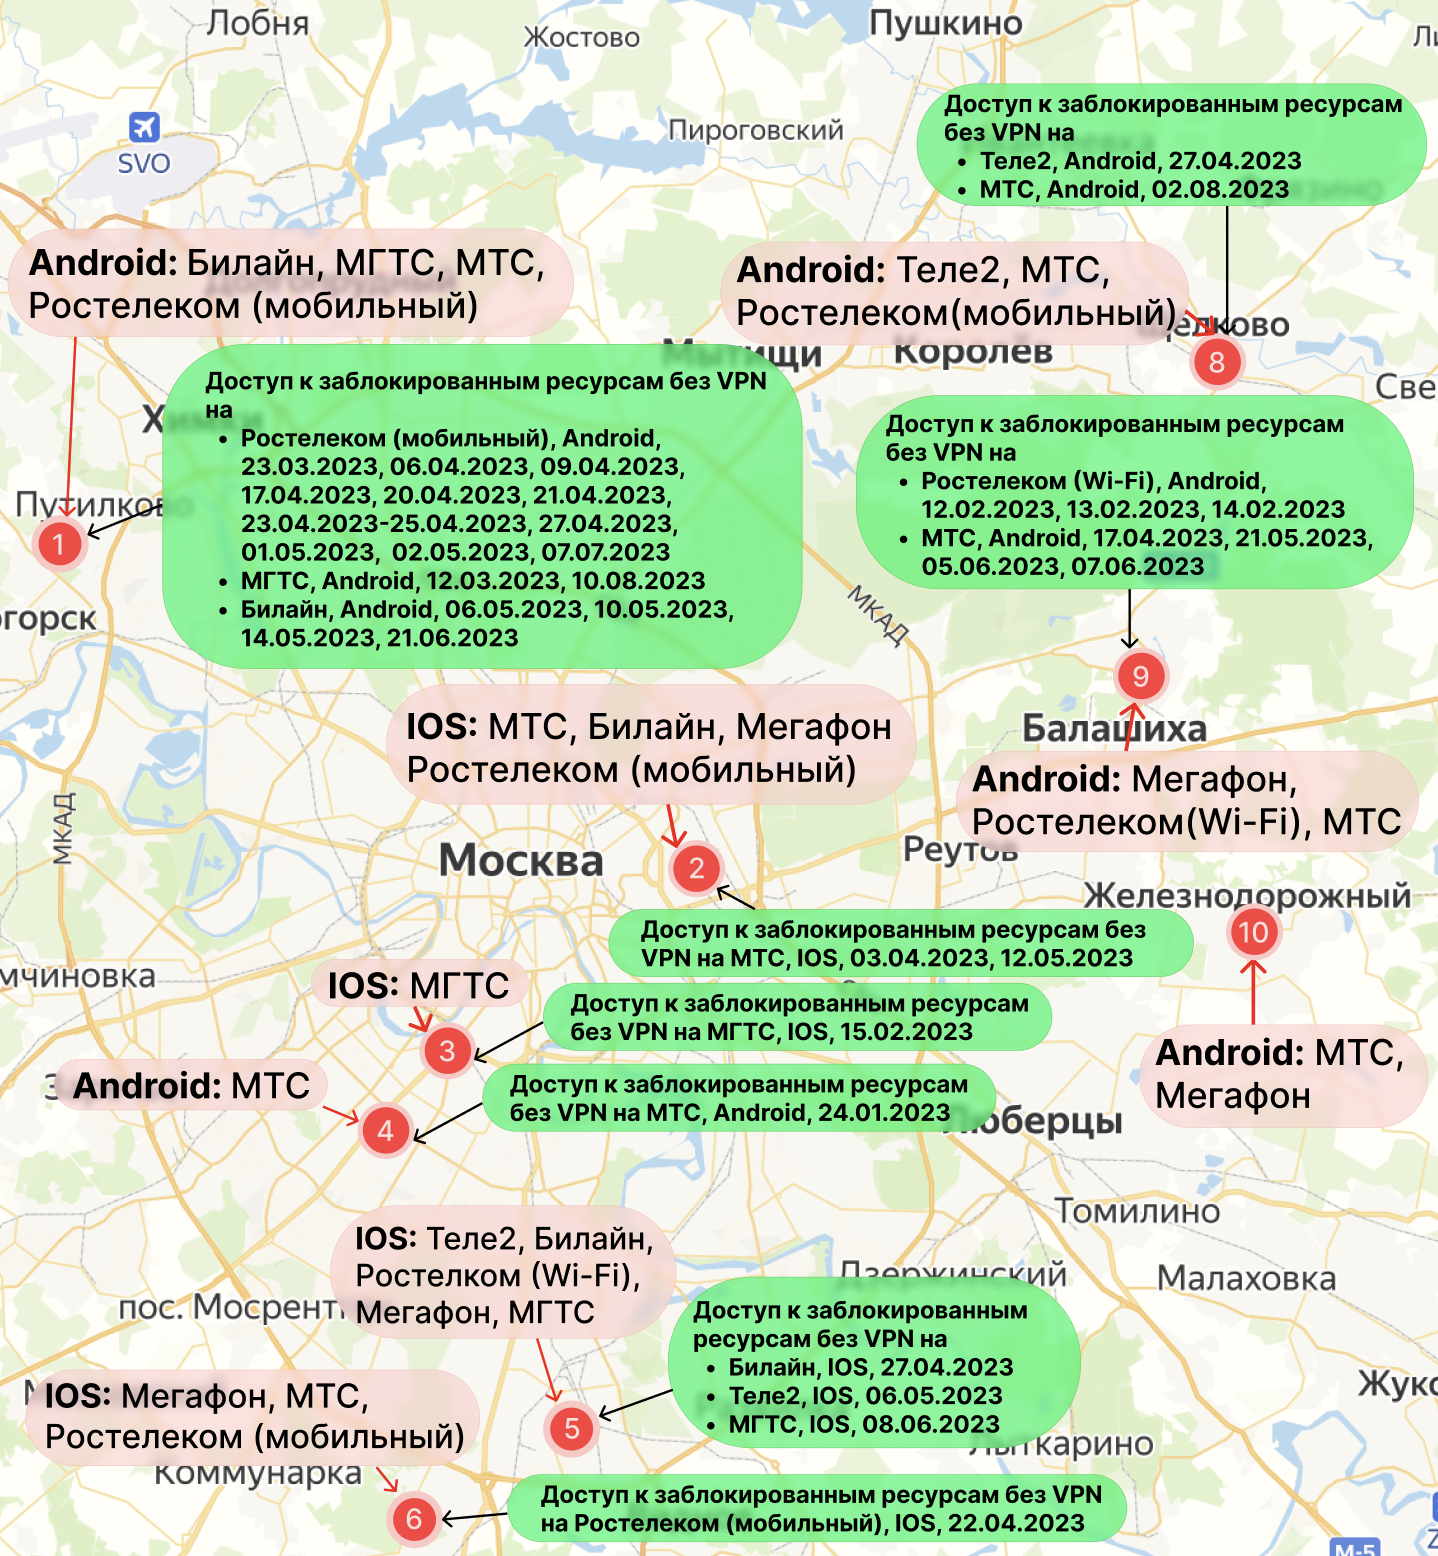 Лобня
Жостово
Пушкино
SVO
Пироговский
Доступ к заблокированным ресурсам
без VPN на
• Теле2, Android, 27.04.2023
• МТС, Android, 02.08.2023
Android: Билайн, МГТС, МТС,
Ростелеком (мобильный)
Android: Теле2, МТС,
Ростелеком(мобильный)
Щелково
8
Мытищи
Королёв
Доступ к заблокированным ресурсам без VPN
на
• Ростелеком (мобильный), Android,
23.03.2023, 06.04.2023, 09.04.2023,
17.04.2023, 20.04.2023, 21.04.2023,
23.04.2023-25.04.2023, 27.04.2023,
01.05.2023, 02.05.2023, 07.07.2023
• МГТС, Android, 12.03.2023, 10.08.2023
• Билайн, Android, 06.05.2023, 10.05.2023,
14.05.2023, 21.06.2023
Химки
Путилково
1
Све
Доступ к заблокированным ресурсам
без VPN на
• Ростелеком (Wi-Fi), Android,
12.02.2023, 13.02.2023, 14.02.2023
• МТС, Android, 17.04.2023, 21.05.2023,
05.06.2023, 07.06.2023
огорск
МКАД
9
Балашиха
IOS: МТС, Билайн, Мегафон
Ростелеком (мобильный)
Android: Мегафон,
Ростелеком(Wi-Fi), МТС
МКАД
Москва
2
Реутов
Железнодорожный
10
Доступ к заблокированным ресурсам без
VPN на МТС, IOS, 03.04.2023, 12.05.2023
мчиновка
IOS: МГТС
Доступ к заблокированным ресурсам
без VPN на МГТС, IOS, 15.02.2023
3
Android: МТС,
Мегафон
Android: МТС
Доступ к заблокированным ресурсам
без VPN на МТС, Android, 24.01.2023
4
Люберцы
Томилино
IOS: Теле2, Билайн,
Ростелком (Wi-Fi),
Мегафон, МГТС
Дзержинский
Малаховка
пос. Мосрент
Доступ к заблокированным
ресурсам без VPN на
• Билайн, IOS, 27.04.2023
• Теле2, IOS, 06.05.2023
• МГТС, IOS, 08.06.2023
IOS: Мегафон, МТС,
Ростелеком (мобильный)
Жукс
5
Лыткарино
Коммунарка
6
Доступ к заблокированным ресурсам без VPN
на Ростелеком (мобильный), IOS, 22.04.2023
М-5